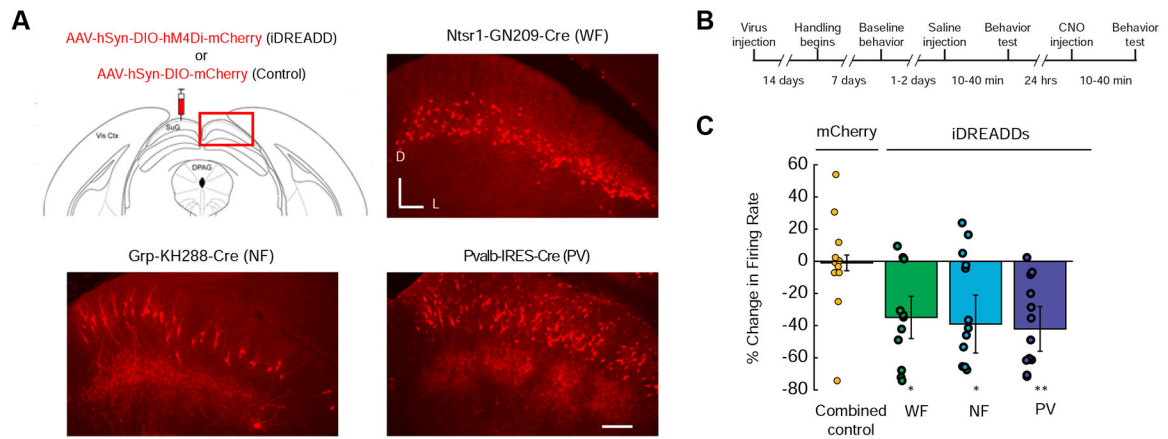 A
AAV-hSyn-DIO-hM4Di-mCherry (iDREADD)
or
AAV-hSyn-DIO-mCherry (Control)
Vis Ctx
SuG
DPAG
Ntsr1-GN209-Cre (WF)
D
L
Grp-KH288-Cre (NF)
Pvalb-IRES-Cre (PV)
B
Virus injection
Handling begins
Baseline behavior
Saline injection
Behavior test
CNO injection
Behavior test
14 days
7 days
1-2 days
10-40 min
24 hrs
10-40 min
C
mCherry
iDREADDs
% Change in Firing Rate
60
40
20
0
-20
-40
-60
-80
*
*
**
Combined control
WF
NF
PV